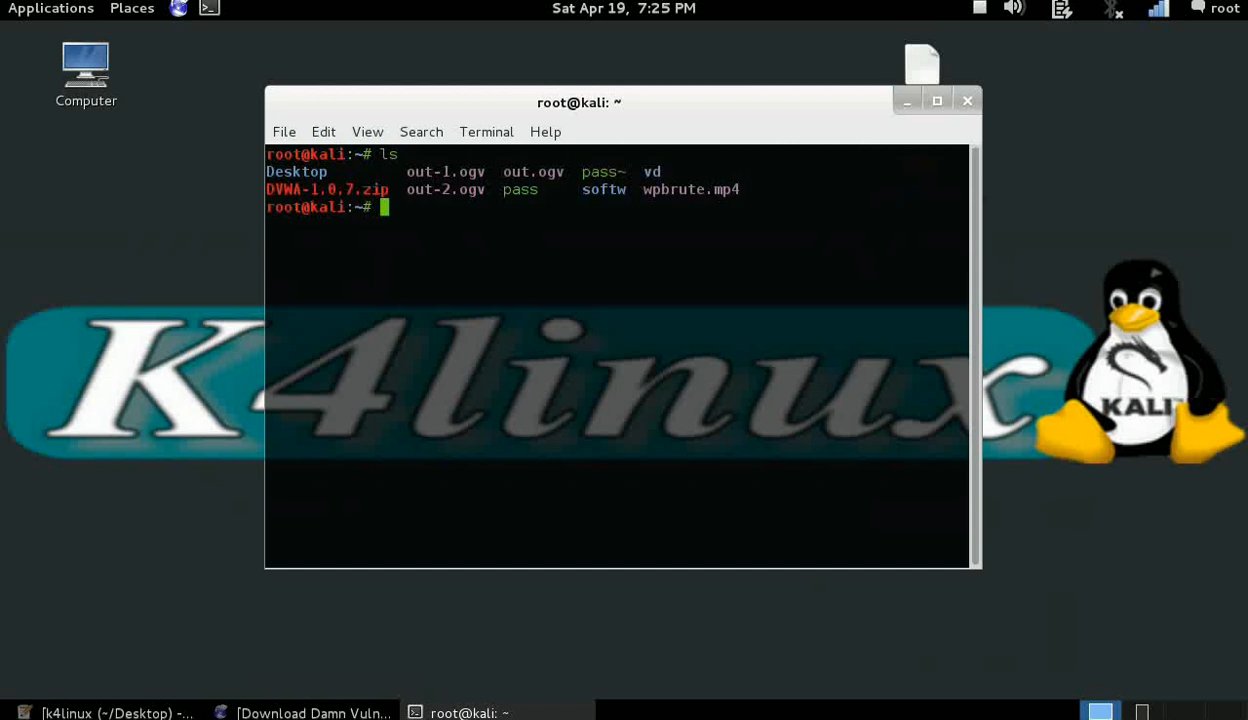 Applications Places Sat Apr 19, 7:25 PM root
Computer
root@kali: ~
File Edit View Search Terminal Help
root@kali:~# ls
Desktop out-1.ogv out.ogv pass~ vd
DVWA-1.0.7.zip out-2.ogv pass softw wpbrute.mp4
root@kali:~#
K4linux
KALI
[k4linux (~/Desktop) -... [Download Damn Vuln... root@kali: ~